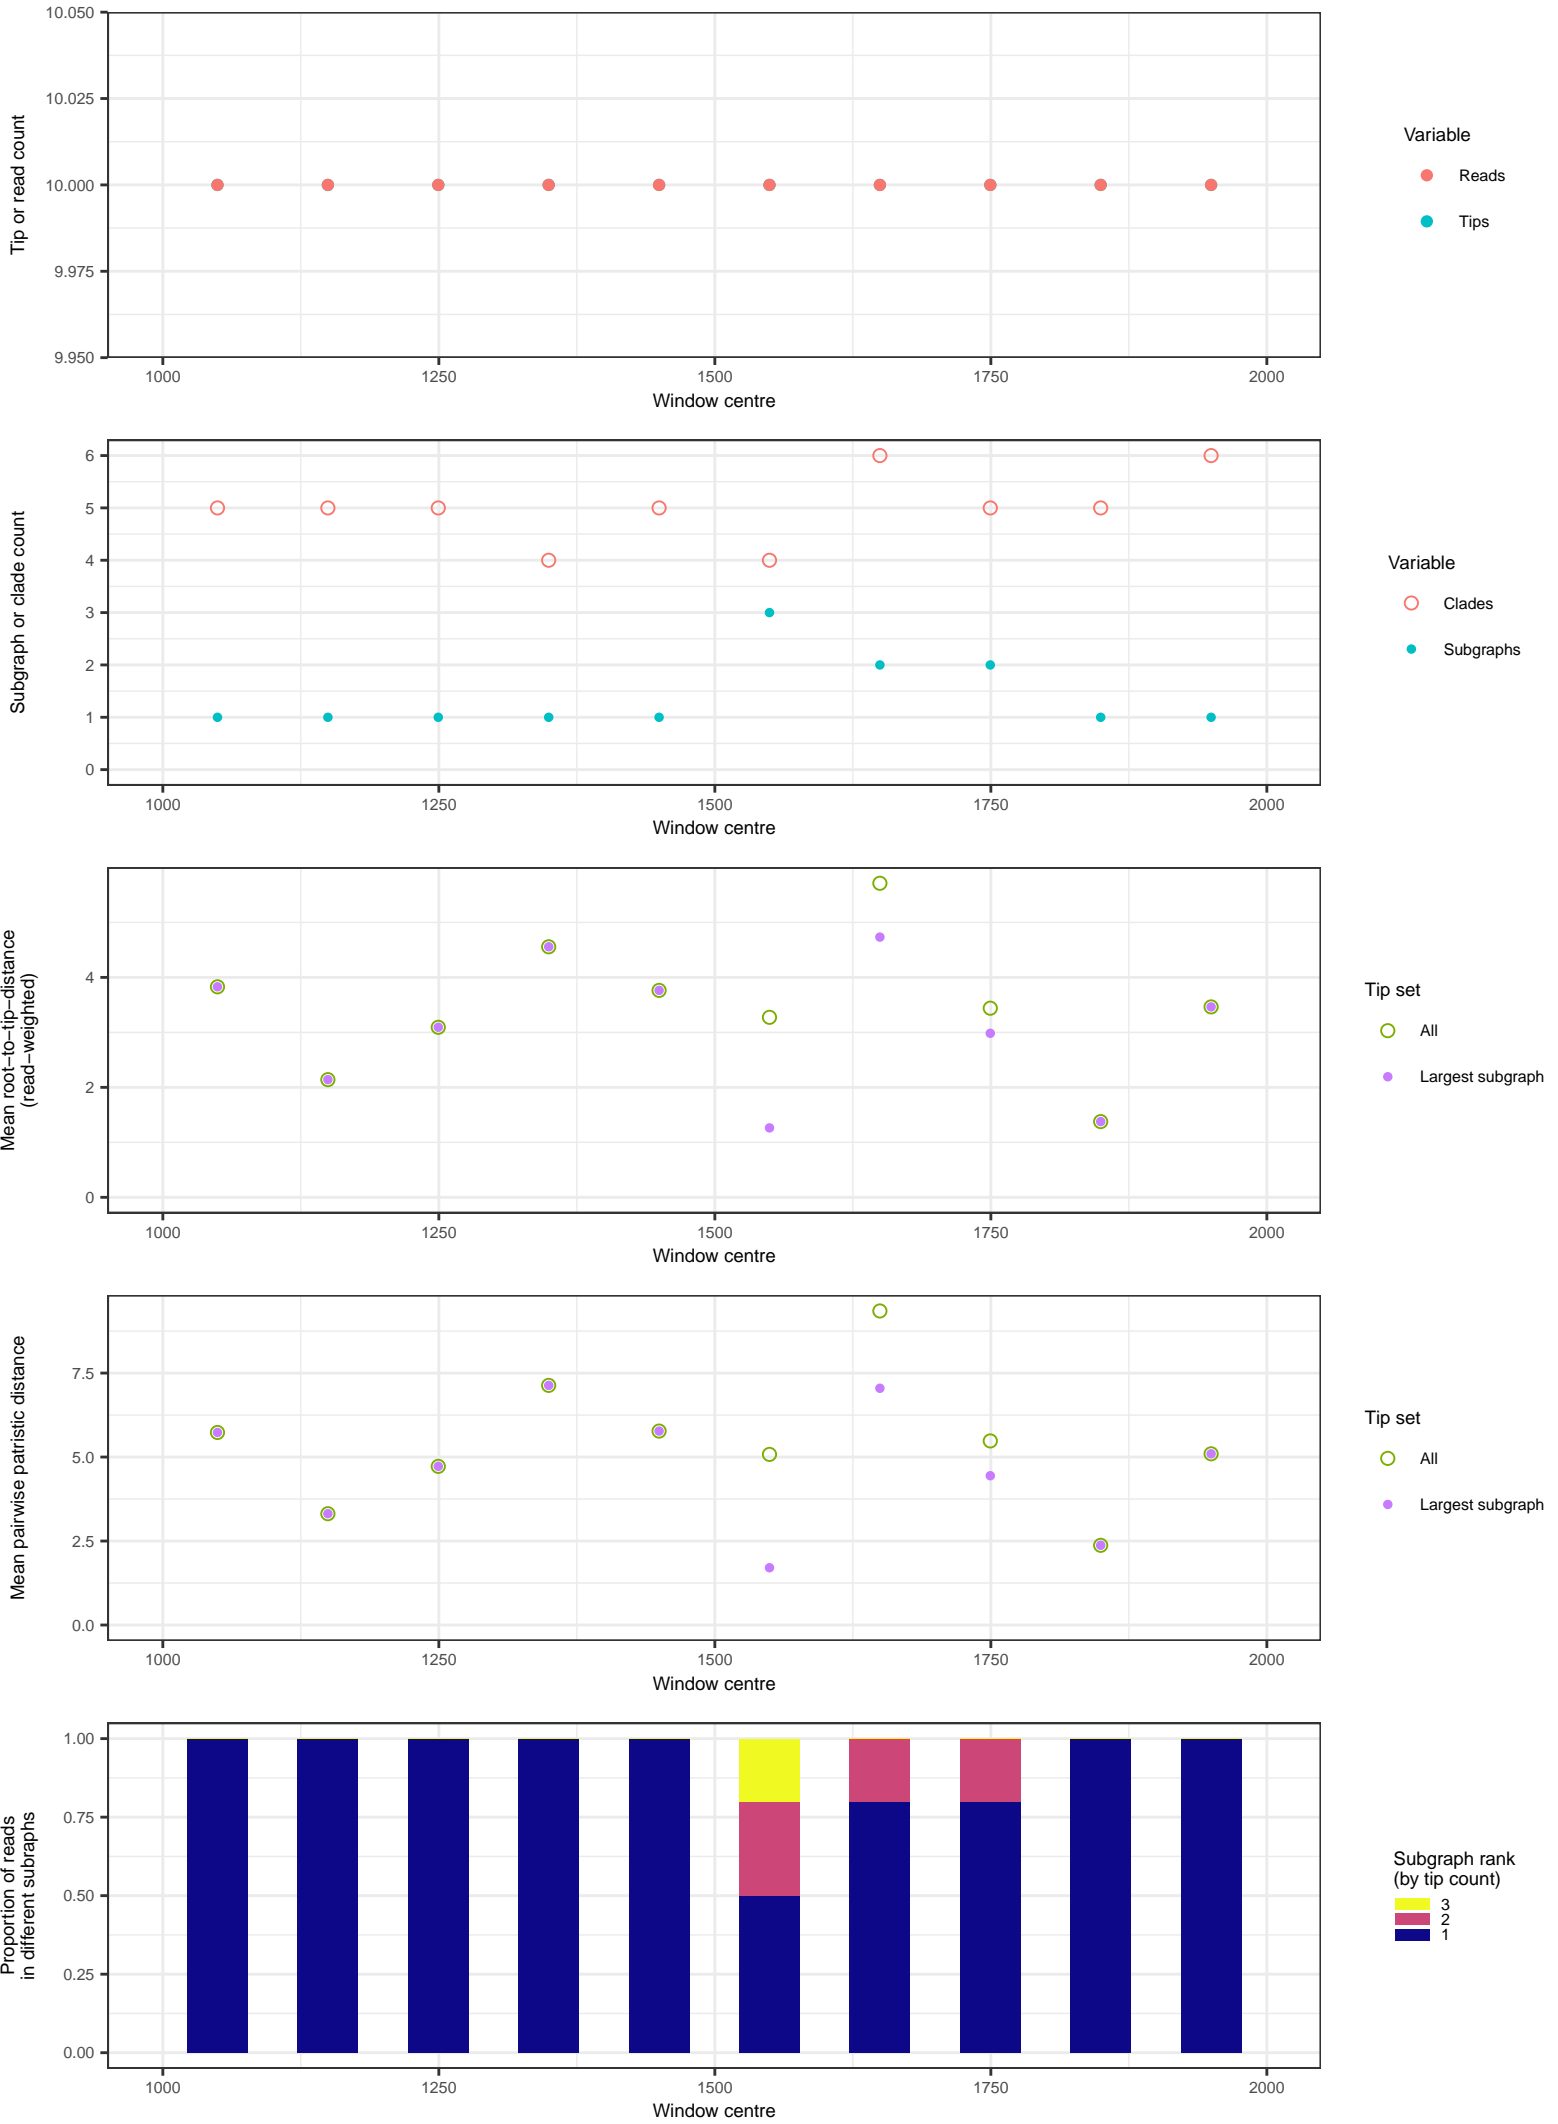 10.050
10.025
10.000
9.975
9.950
Tip or read count
1000 1250 1500 1750 2000
Window centre
Variable
Reads
Tips
6
5
4
3
2
1
0
Subgraph or clade count
1000 1250 1500 1750 2000
Window centre
Variable
Clades
Subgraphs
4
2
0
Mean root−to−tip−distance
(read−weighted)
1000 1250 1500 1750 2000
Window centre
Tip set
All
Largest subgraph
7.5
5.0
2.5
0.0
Mean pairwise patristic distance
1000 1250 1500 1750 2000
Window centre
Tip set
All
Largest subgraph
1.00
0.75
0.50
0.25
0.00
Proportion of reads
in different subraphs
1000 1250 1500 1750 2000
Window centre
Subgraph rank
(by tip count)
3
2
1